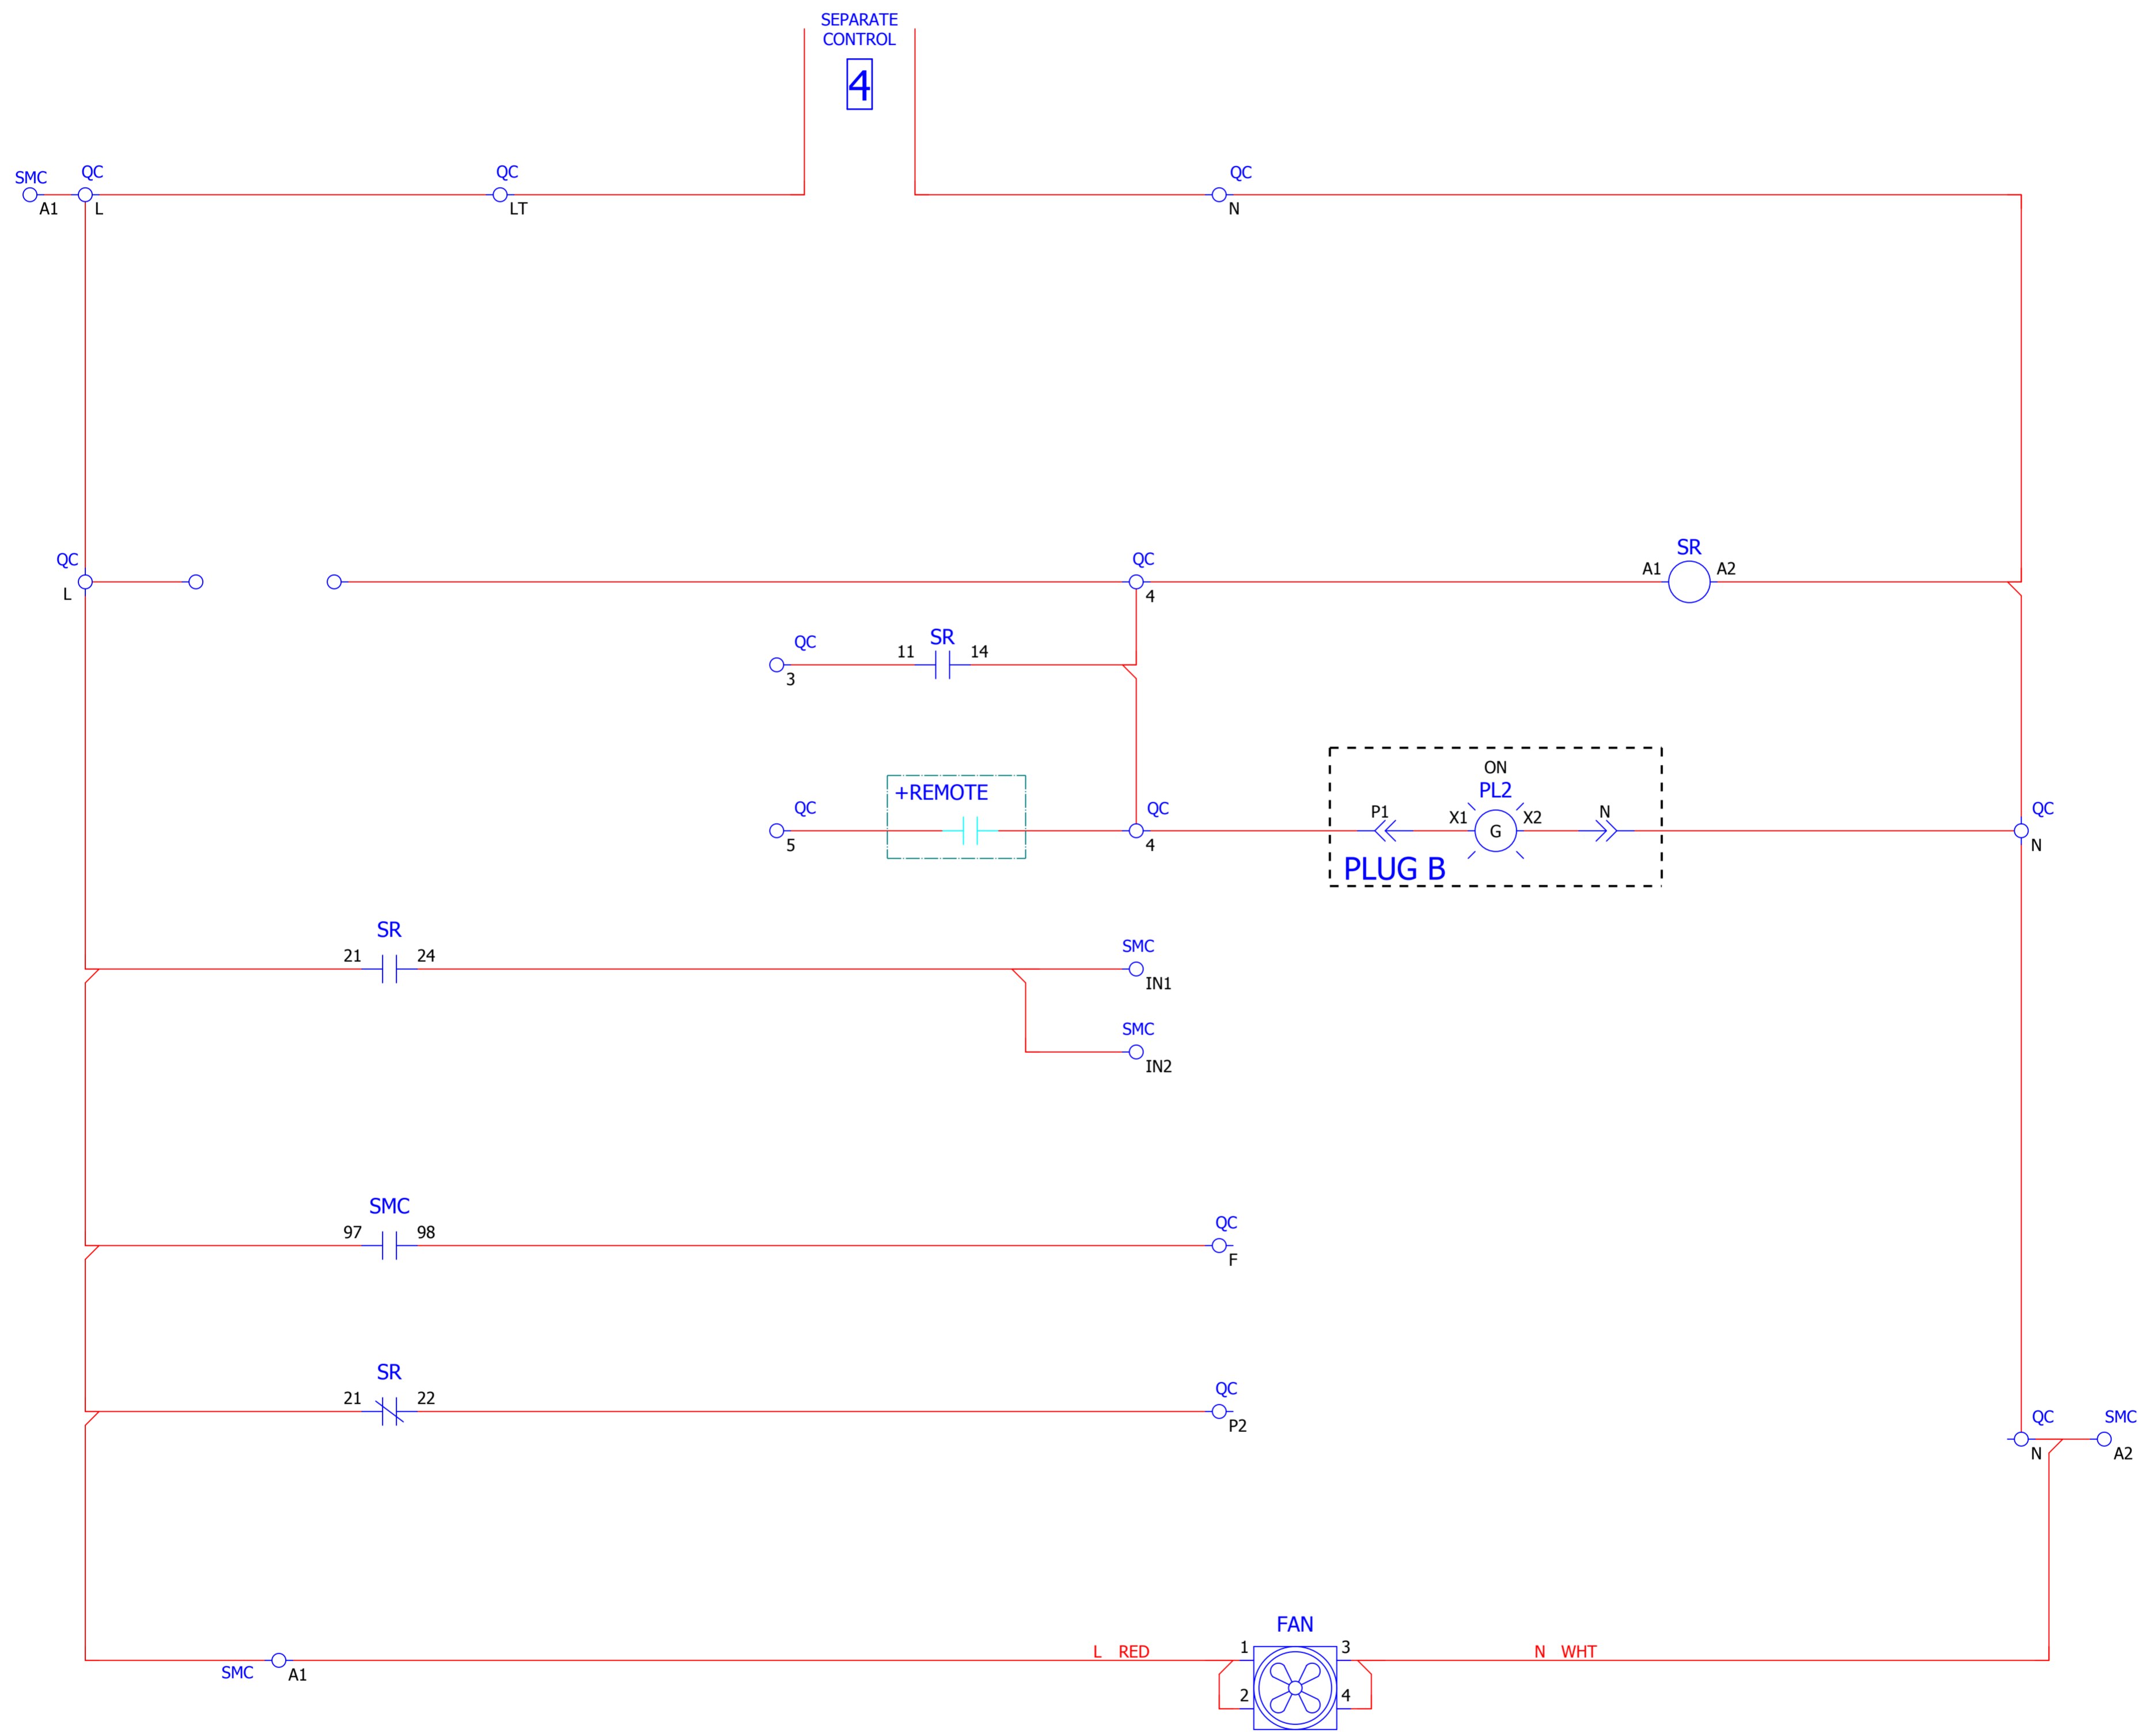 SEPARATE
CONTROL
4
SMC
A1
QC
L
QC
LT
QC
N
QC
L
QC
4
SR
A1
A2
QC
3
SR
11
14
QC
5
+REMOTE
QC
4
ON
PL2
P1
X1
G
X2
N
PLUG B
QC
N
SR
21
24
SMC
IN1
SMC
IN2
SMC
97
98
QC
F
SR
21
22
QC
P2
QC
N
SMC
A2
SMC
A1
L RED
FAN
1
3
2
4
N WHT